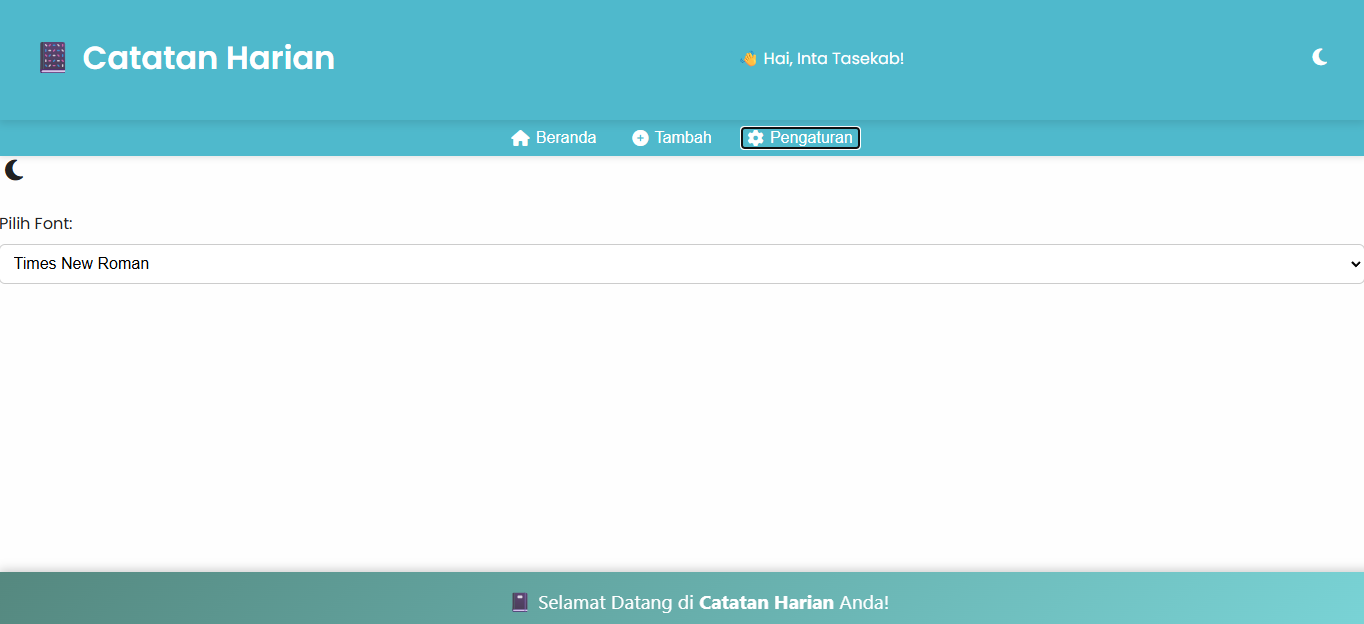 Catatan Harian
👋 Hai, Inta Tasekab!
Beranda
Tambah
Pengaturan
Pilih Font:
Times New Roman
Selamat Datang di Catatan Harian Anda!